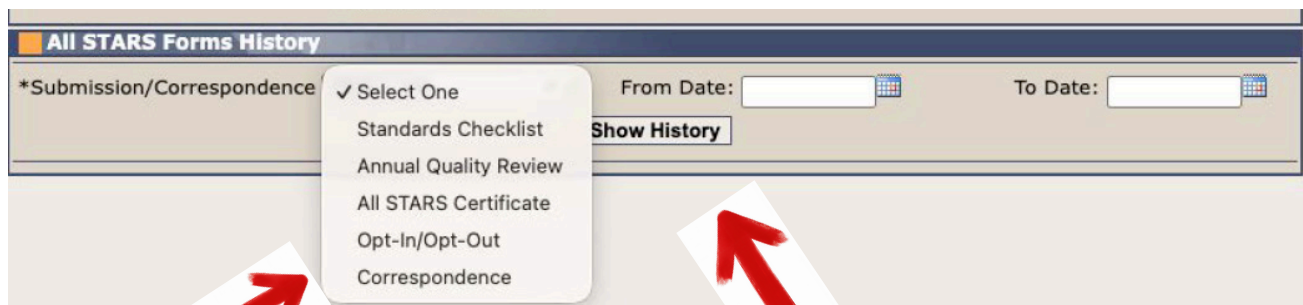 All STARS Forms History
*Submission/Correspondence ✓ Select One From Date: To Date:
Standards Checklist Show History
Annual Quality Review
All STARS Certificate
Opt-In/Opt-Out
Correspondence